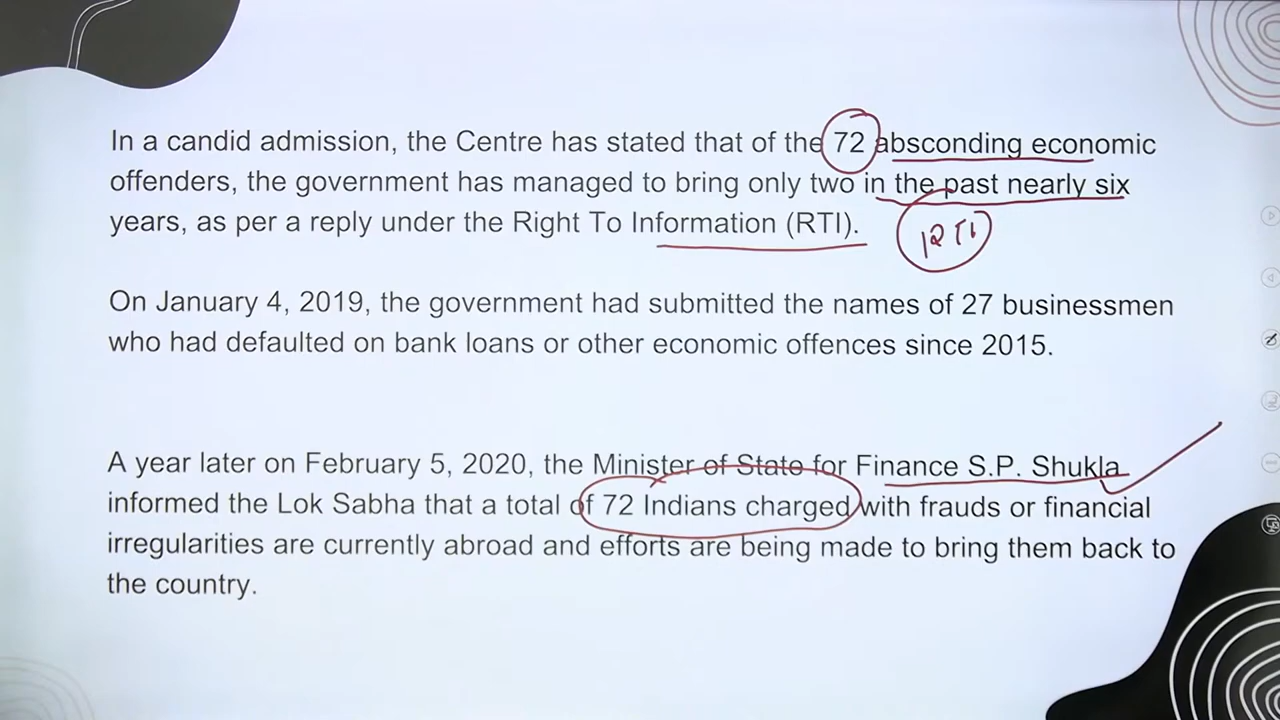 In a candid admission, the Centre has stated that of the 72 absconding economic
offenders, the government has managed to bring only two in the past nearly six
years, as per a reply under the Right To Information (RTI).
RTI
On January 4, 2019, the government had submitted the names of 27 businessmen
who had defaulted on bank loans or other economic offences since 2015.
A year later on February 5, 2020, the Minister of State for Finance S.P. Shukla
informed the Lok Sabha that a total of 72 Indians charged with frauds or financial
irregularities are currently abroad and efforts are being made to bring them back to
the country.